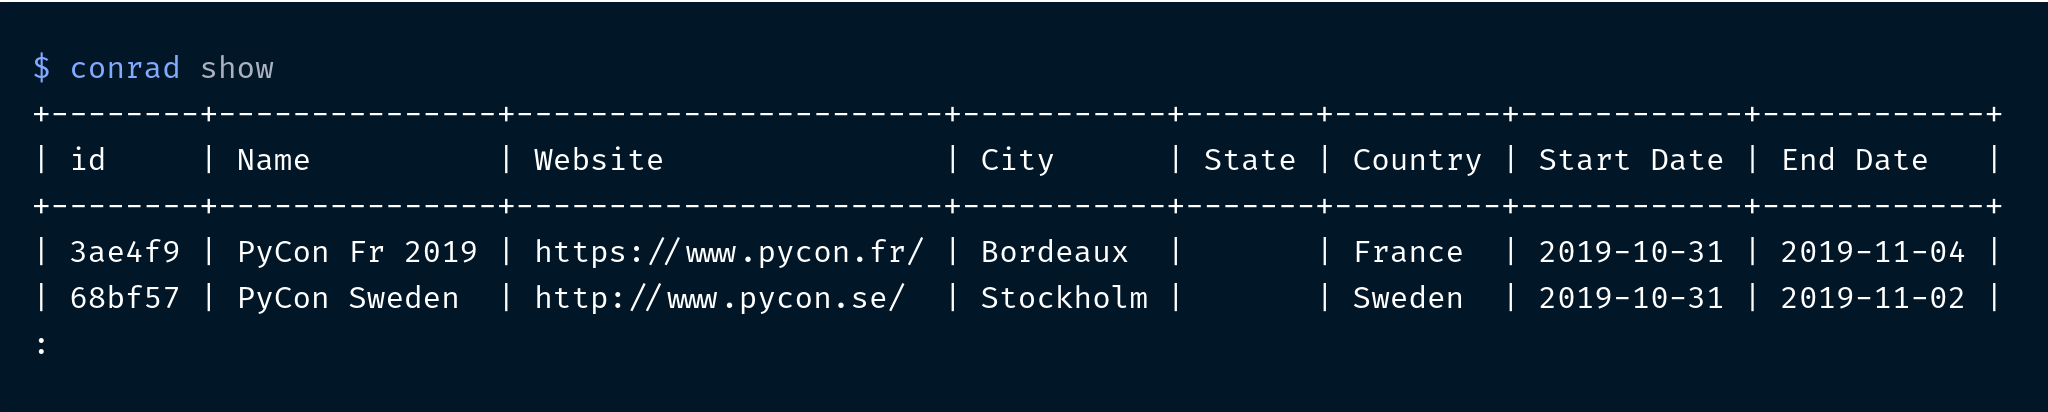 $ conrad show
+--------+---------------+-----------------------+-----------+-------+---------+------------+------------+
| id     | Name          | Website               | City      | State | Country | Start Date | End Date   |
+--------+---------------+-----------------------+-----------+-------+---------+------------+------------+
| 3ae4f9 | PyCon Fr 2019 | https://www.pycon.fr/ | Bordeaux  |       | France  | 2019-10-31 | 2019-11-04 |
| 68bf57 | PyCon Sweden  | http://www.pycon.se/  | Stockholm |       | Sweden  | 2019-10-31 | 2019-11-02 |
: